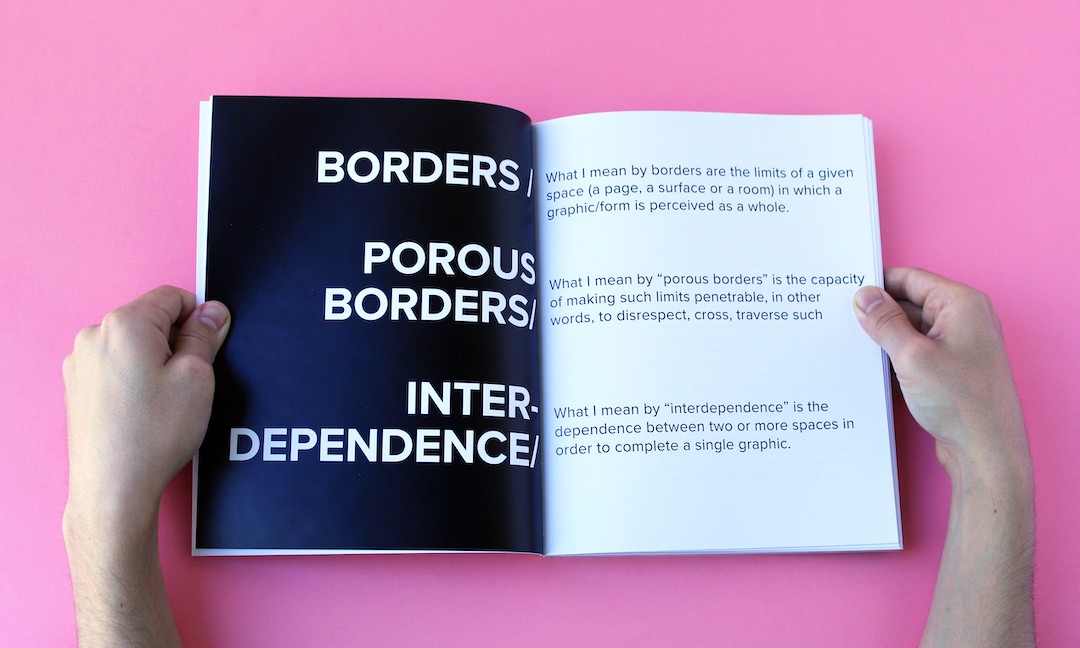 BORDERS /
POROUS
BORDERS/
INTER-
DEPENDENCE/
What I mean by borders are the limits of a given
space (a page, a surface or a room) in which a
graphic/form is perceived as a whole.
What I mean by “porous borders” is the capacity
of making such limits penetrable, in other
words, to disrespect, cross, traverse such
What I mean by “interdependence” is the
dependence between two or more spaces in
order to complete a single graphic.